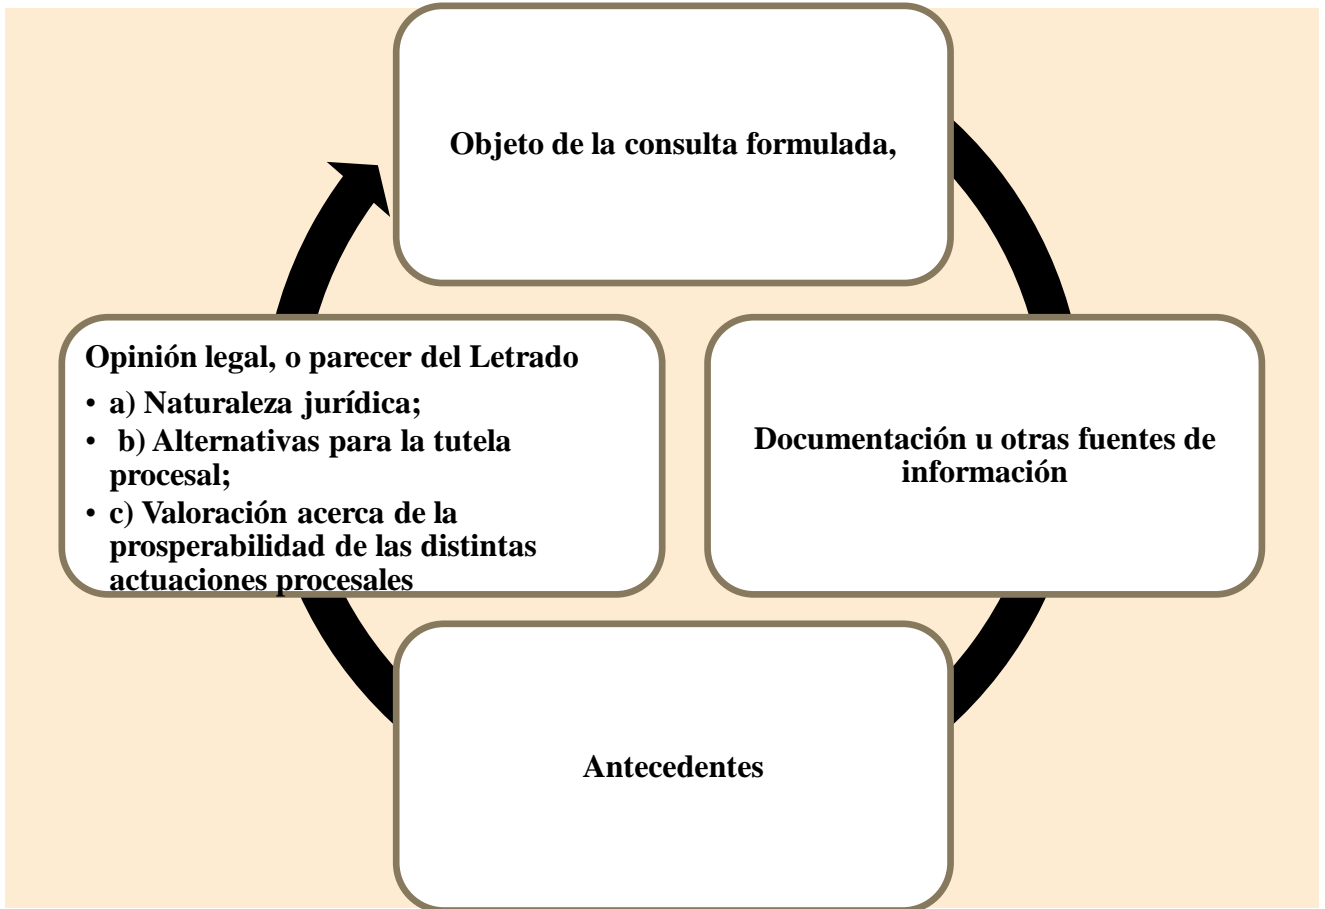 Objeto de la consulta formulada,
Documentación u otras fuentes de
información
Antecedentes
Opinión legal, o parecer del Letrado
• a) Naturaleza jurídica;
• b) Alternativas para la tutela
procesal;
• c) Valoración acerca de la
prosperabilidad de las distintas
actuaciones procesales